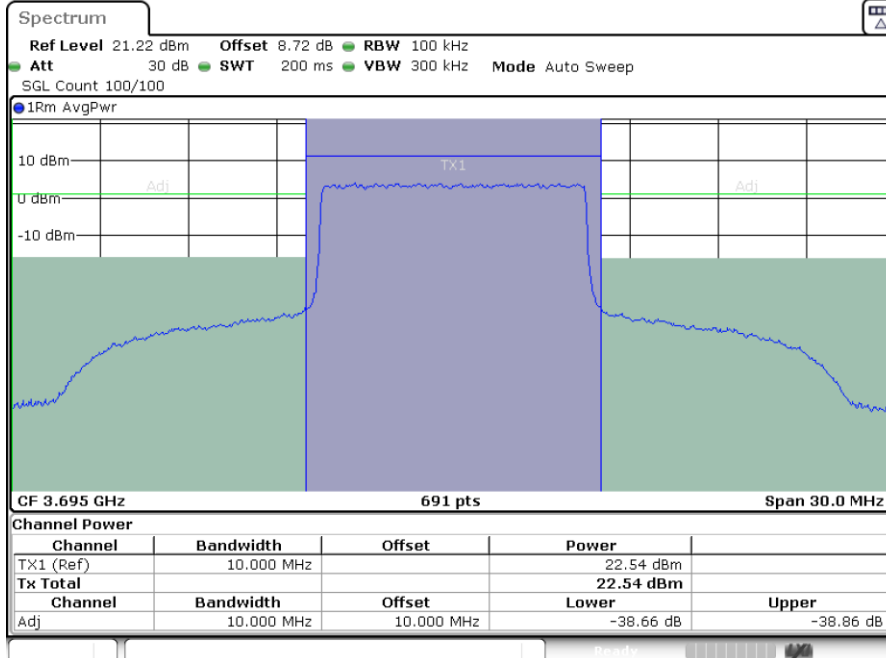 Spectrum
Ref Level 21.22 dBm Offset 8.72 dB RBW 100 kHz
Att 30 dB SWT 200 ms VBW 300 kHz Mode Auto Sweep
SGL Count 100/100
1Rm AvgPwr
10 dBm
TX1
Adj Adj
0 dBm
-10 dBm
CF 3.695 GHz 691 pts Span 30.0 MHz
Channel Power
Channel Bandwidth Offset Power
TX1 (Ref) 10.000 MHz 22.54 dBm
Tx Total 22.54 dBm
Channel Bandwidth Offset Lower Upper
Adj 10.000 MHz 10.000 MHz -38.66 dB -38.86 dB
Ready